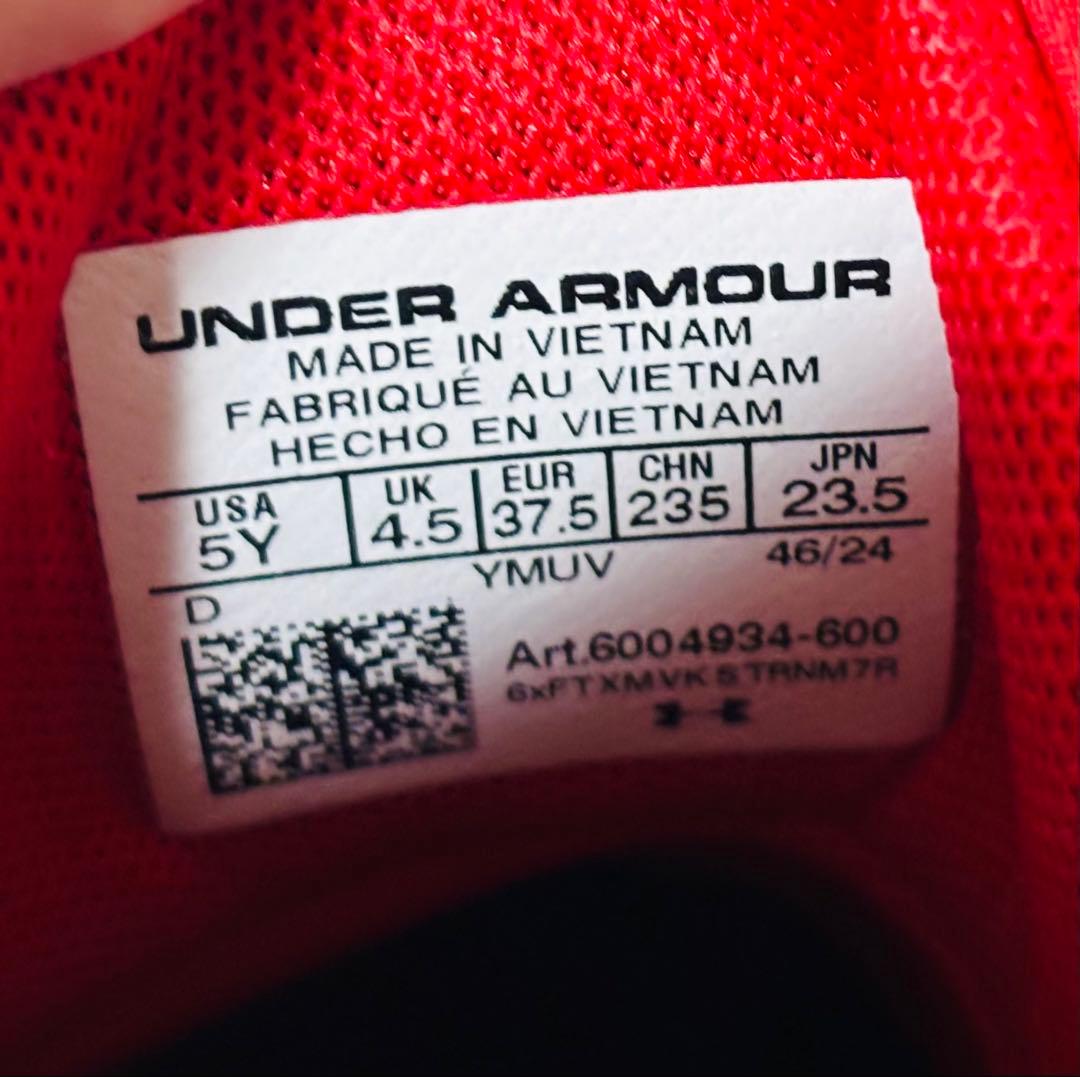 UNDER ARMOUR
MADE IN VIETNAM
FABRIQUÉ AU VIETNAM
HECHO EN VIETNAM
USA UK EUR CHN JPN
5Y 4.5 37.5 235 23.5
D YMUV 46/24
Art.6004934-600